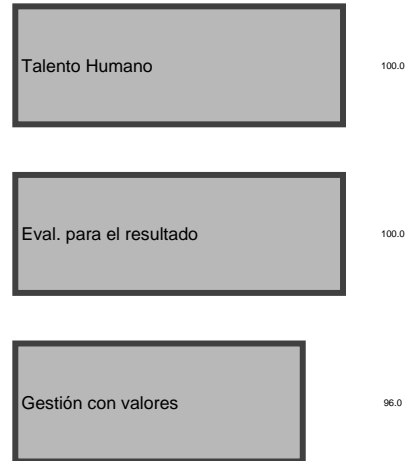 Talento Humano 100.0
Eval. para el resultado 100.0
Gestión con valores 96.0